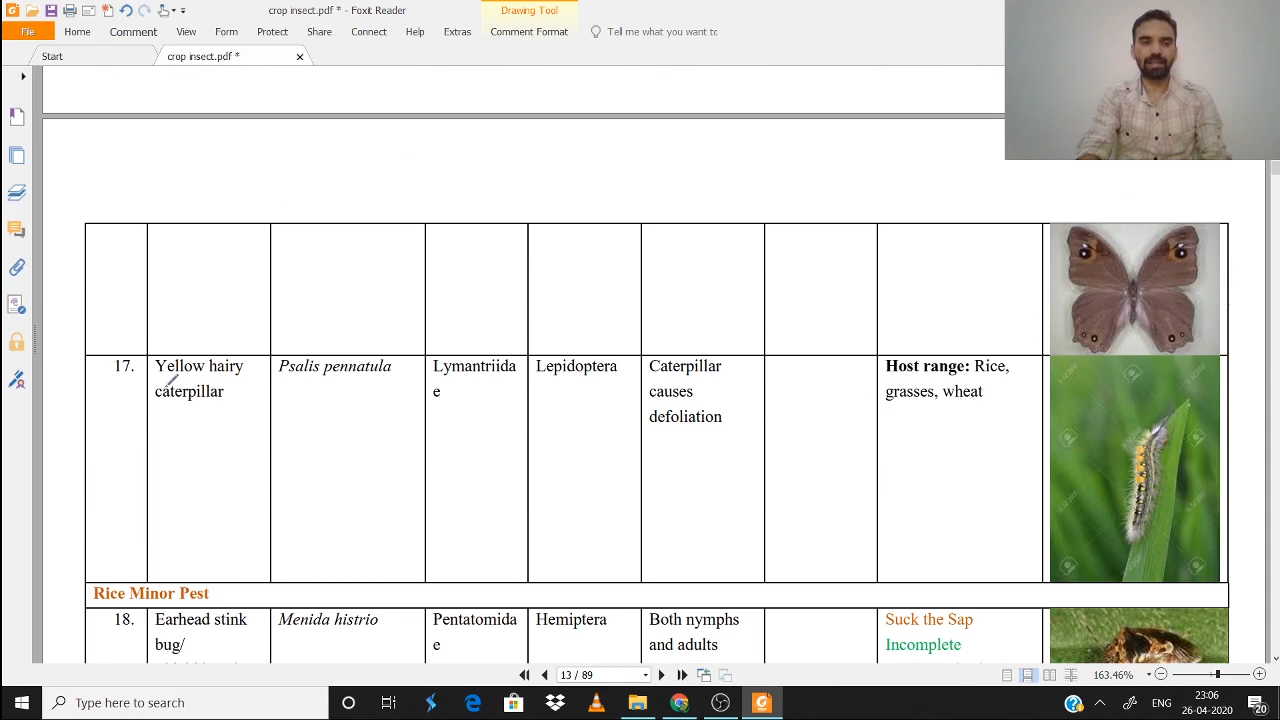 crop insect.pdf * - Foxit Reader
Drawing Tool
File Home Comment View Form Protect Share Connect Help Extras Comment Format Tell me what you want to
Start crop insect.pdf *
17. Yellow hairy Psalis pennatula Lymantriida Lepidoptera Caterpillar Host range: Rice,
caterpillar e causes grasses, wheat
defoliation
Rice Minor Pest
18. Earhead stink Menida histrio Pentatomida Hemiptera Both nymphs Suck the Sap
bug/ e and adults Incomplete
13 / 89 163.46%
Type here to search
ENG
23:06
26-04-2020
20